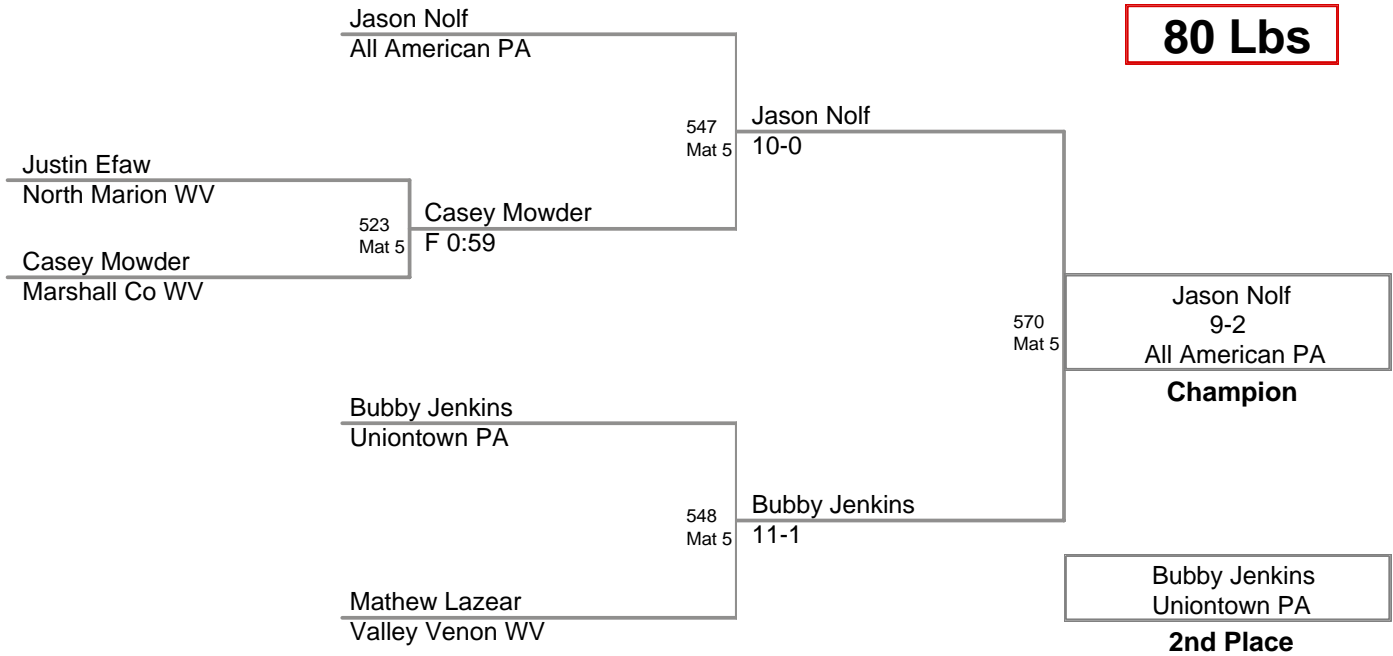 Jason Nolf
All American PA
80 Lbs
547
Mat 5
Jason Nolf
10-0
Justin Efaw
North Marion WV
523
Mat 5
Casey Mowder
F 0:59
Casey Mowder
Marshall Co WV
570
Mat 5
Jason Nolf
9-2
All American PA
Champion
Bubby Jenkins
Uniontown PA
548
Mat 5
Bubby Jenkins
11-1
Mathew Lazear
Valley Venon WV
Bubby Jenkins
Uniontown PA
2nd Place